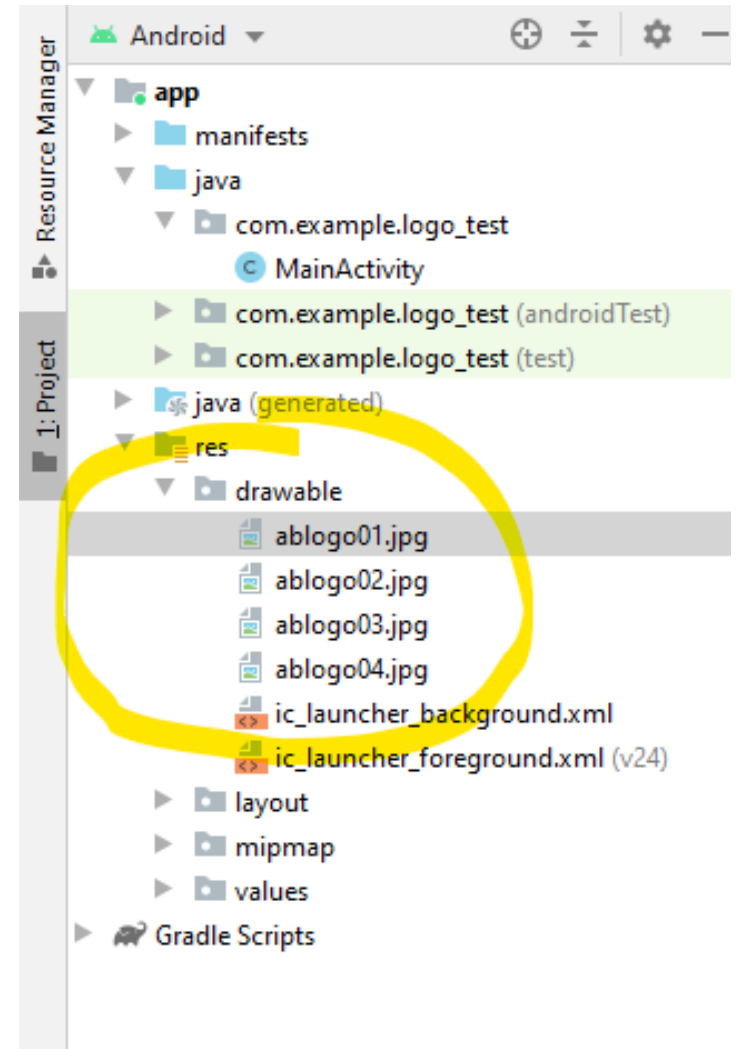 Android
Resource Manager
1: Project
app
manifests
java
com.example.logo_test
MainActivity
com.example.logo_test (androidTest)
com.example.logo_test (test)
java (generated)
res
drawable
ablogo01.jpg
ablogo02.jpg
ablogo03.jpg
ablogo04.jpg
ic_launcher_background.xml
ic_launcher_foreground.xml (v24)
layout
mipmap
values
Gradle Scripts